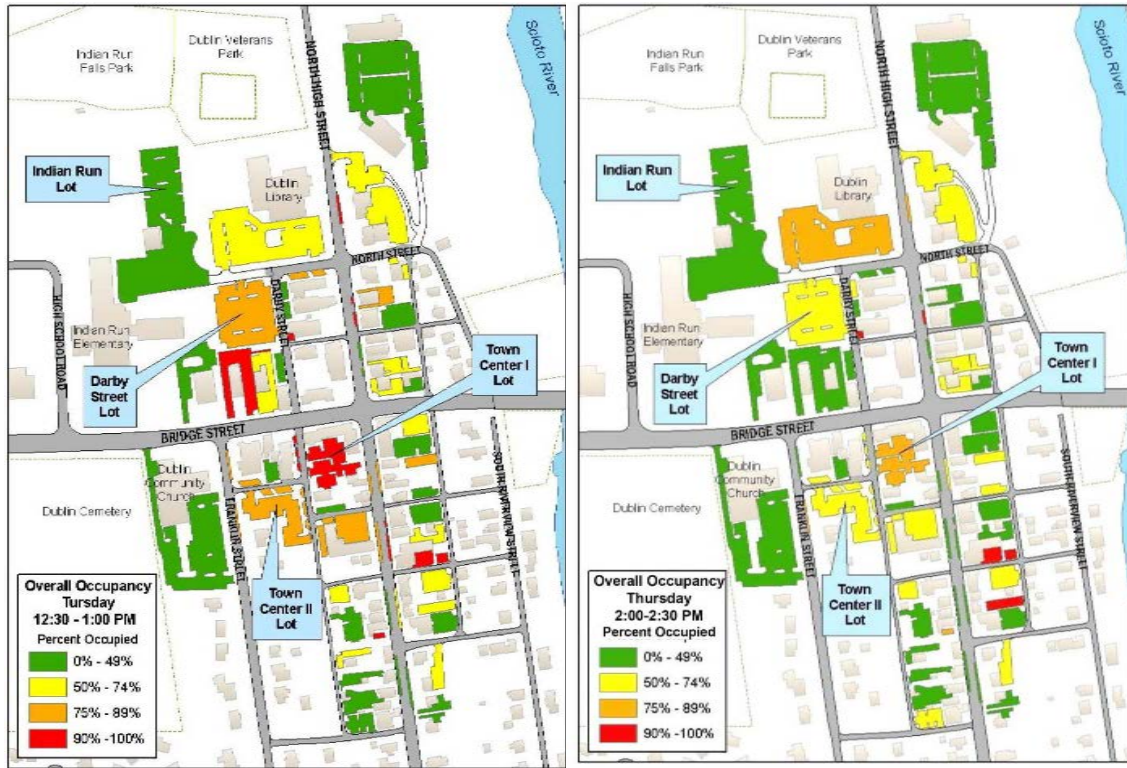 Indian Run
Falls Park
Dublin Veterans
Park
NORTH HIGH STREET
Scioto River
Indian Run
Lot
Dublin
Library
NORTH STREET
HIGH SCHOOL ROAD
DARBY STREET
Indian Run
Elementary
Darby
Street
Lot
Town
Center I
Lot
BRIDGE STREET
Dublin
Community
Church
Dublin Cemetery
FRANKLIN STREET
SOUTH RIVERVIEW STREET
Town
Center II
Lot
Overall Occupancy
Tursday
12:30 - 1:00 PM
Percent Occupied
0% - 49%
50% - 74%
75% - 89%
90% -100%
Indian Run
Falls Park
Dublin Veterans
Park
NORTH HIGH STREET
Scioto River
Indian Run
Lot
Dublin
Library
NORTH STREET
HIGH SCHOOL ROAD
DARBY STREET
Indian Run
Elementary
Darby
Street
Lot
Town
Center I
Lot
BRIDGE STREET
Dublin
Community
Church
Dublin Cemetery
FRANKLIN STREET
SOUTH RIVERVIEW STREET
Town
Center II
Lot
Overall Occupancy
Thursday
2:00-2:30 PM
Percent Occupied
0% - 49%
50% - 74%
75% - 89%
90% -100%